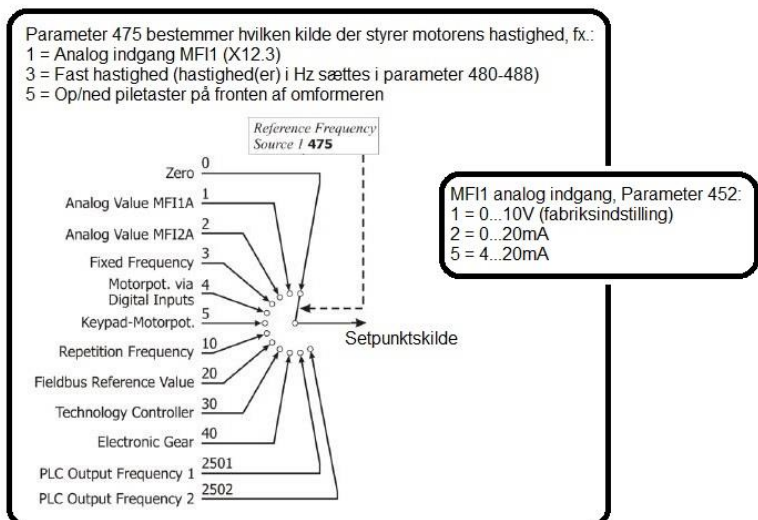 Parameter 475 bestemmer hvilken kilde der styrer motorens hastighed, fx.:
1 = Analog indgang MFI1 (X12.3)
3 = Fast hastighed (hastighed(er) i Hz sættes i parameter 480-488)
5 = Op/ned piletaster på fronten af omformeren
Reference Frequency
Source 1 475
Zero 0
Analog Value MFI1A 1
Analog Value MFI2A 2
Fixed Frequency 3
Motorpot. via 4
Digital Inputs
Keypad-Motorpot. 5
Repetition Frequency 10
Fieldbus Reference Value 20
Technology Controller 30
Electronic Gear 40
PLC Output Frequency 1 2501
PLC Output Frequency 2 2502
Setpunktskilde
MFI1 analog indgang, Parameter 452:
1 = 0...10V (fabriksindstilling)
2 = 0...20mA
5 = 4...20mA